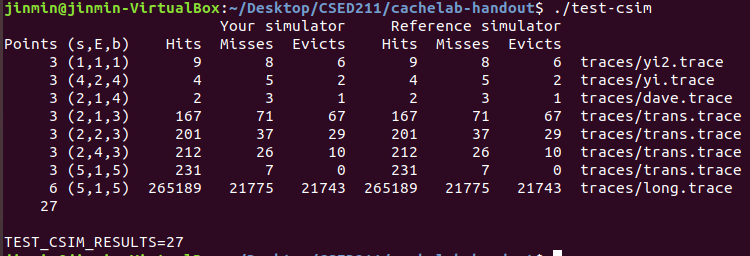 jinmin@jinmin-VirtualBox:~/Desktop/CSED211/cachelab-handout$ ./test-csim
                        Your simulator     Reference simulator
Points (s,E,b)    Hits  Misses  Evicts    Hits  Misses  Evicts
     3 (1,1,1)       9       8       6       9       8       6  traces/yi2.trace
     3 (4,2,4)       4       5       2       4       5       2  traces/yi.trace
     3 (2,1,4)       2       3       1       2       3       1  traces/dave.trace
     3 (2,1,3)     167      71      67     167      71      67  traces/trans.trace
     3 (2,2,3)     201      37      29     201      37      29  traces/trans.trace
     3 (2,4,3)     212      26      10     212      26      10  traces/trans.trace
     3 (5,1,5)     231       7       0     231       7       0  traces/trans.trace
     6 (5,1,5)  265189   21775   21743  265189   21775   21743  traces/long.trace
    27

TEST_CSIM_RESULTS=27